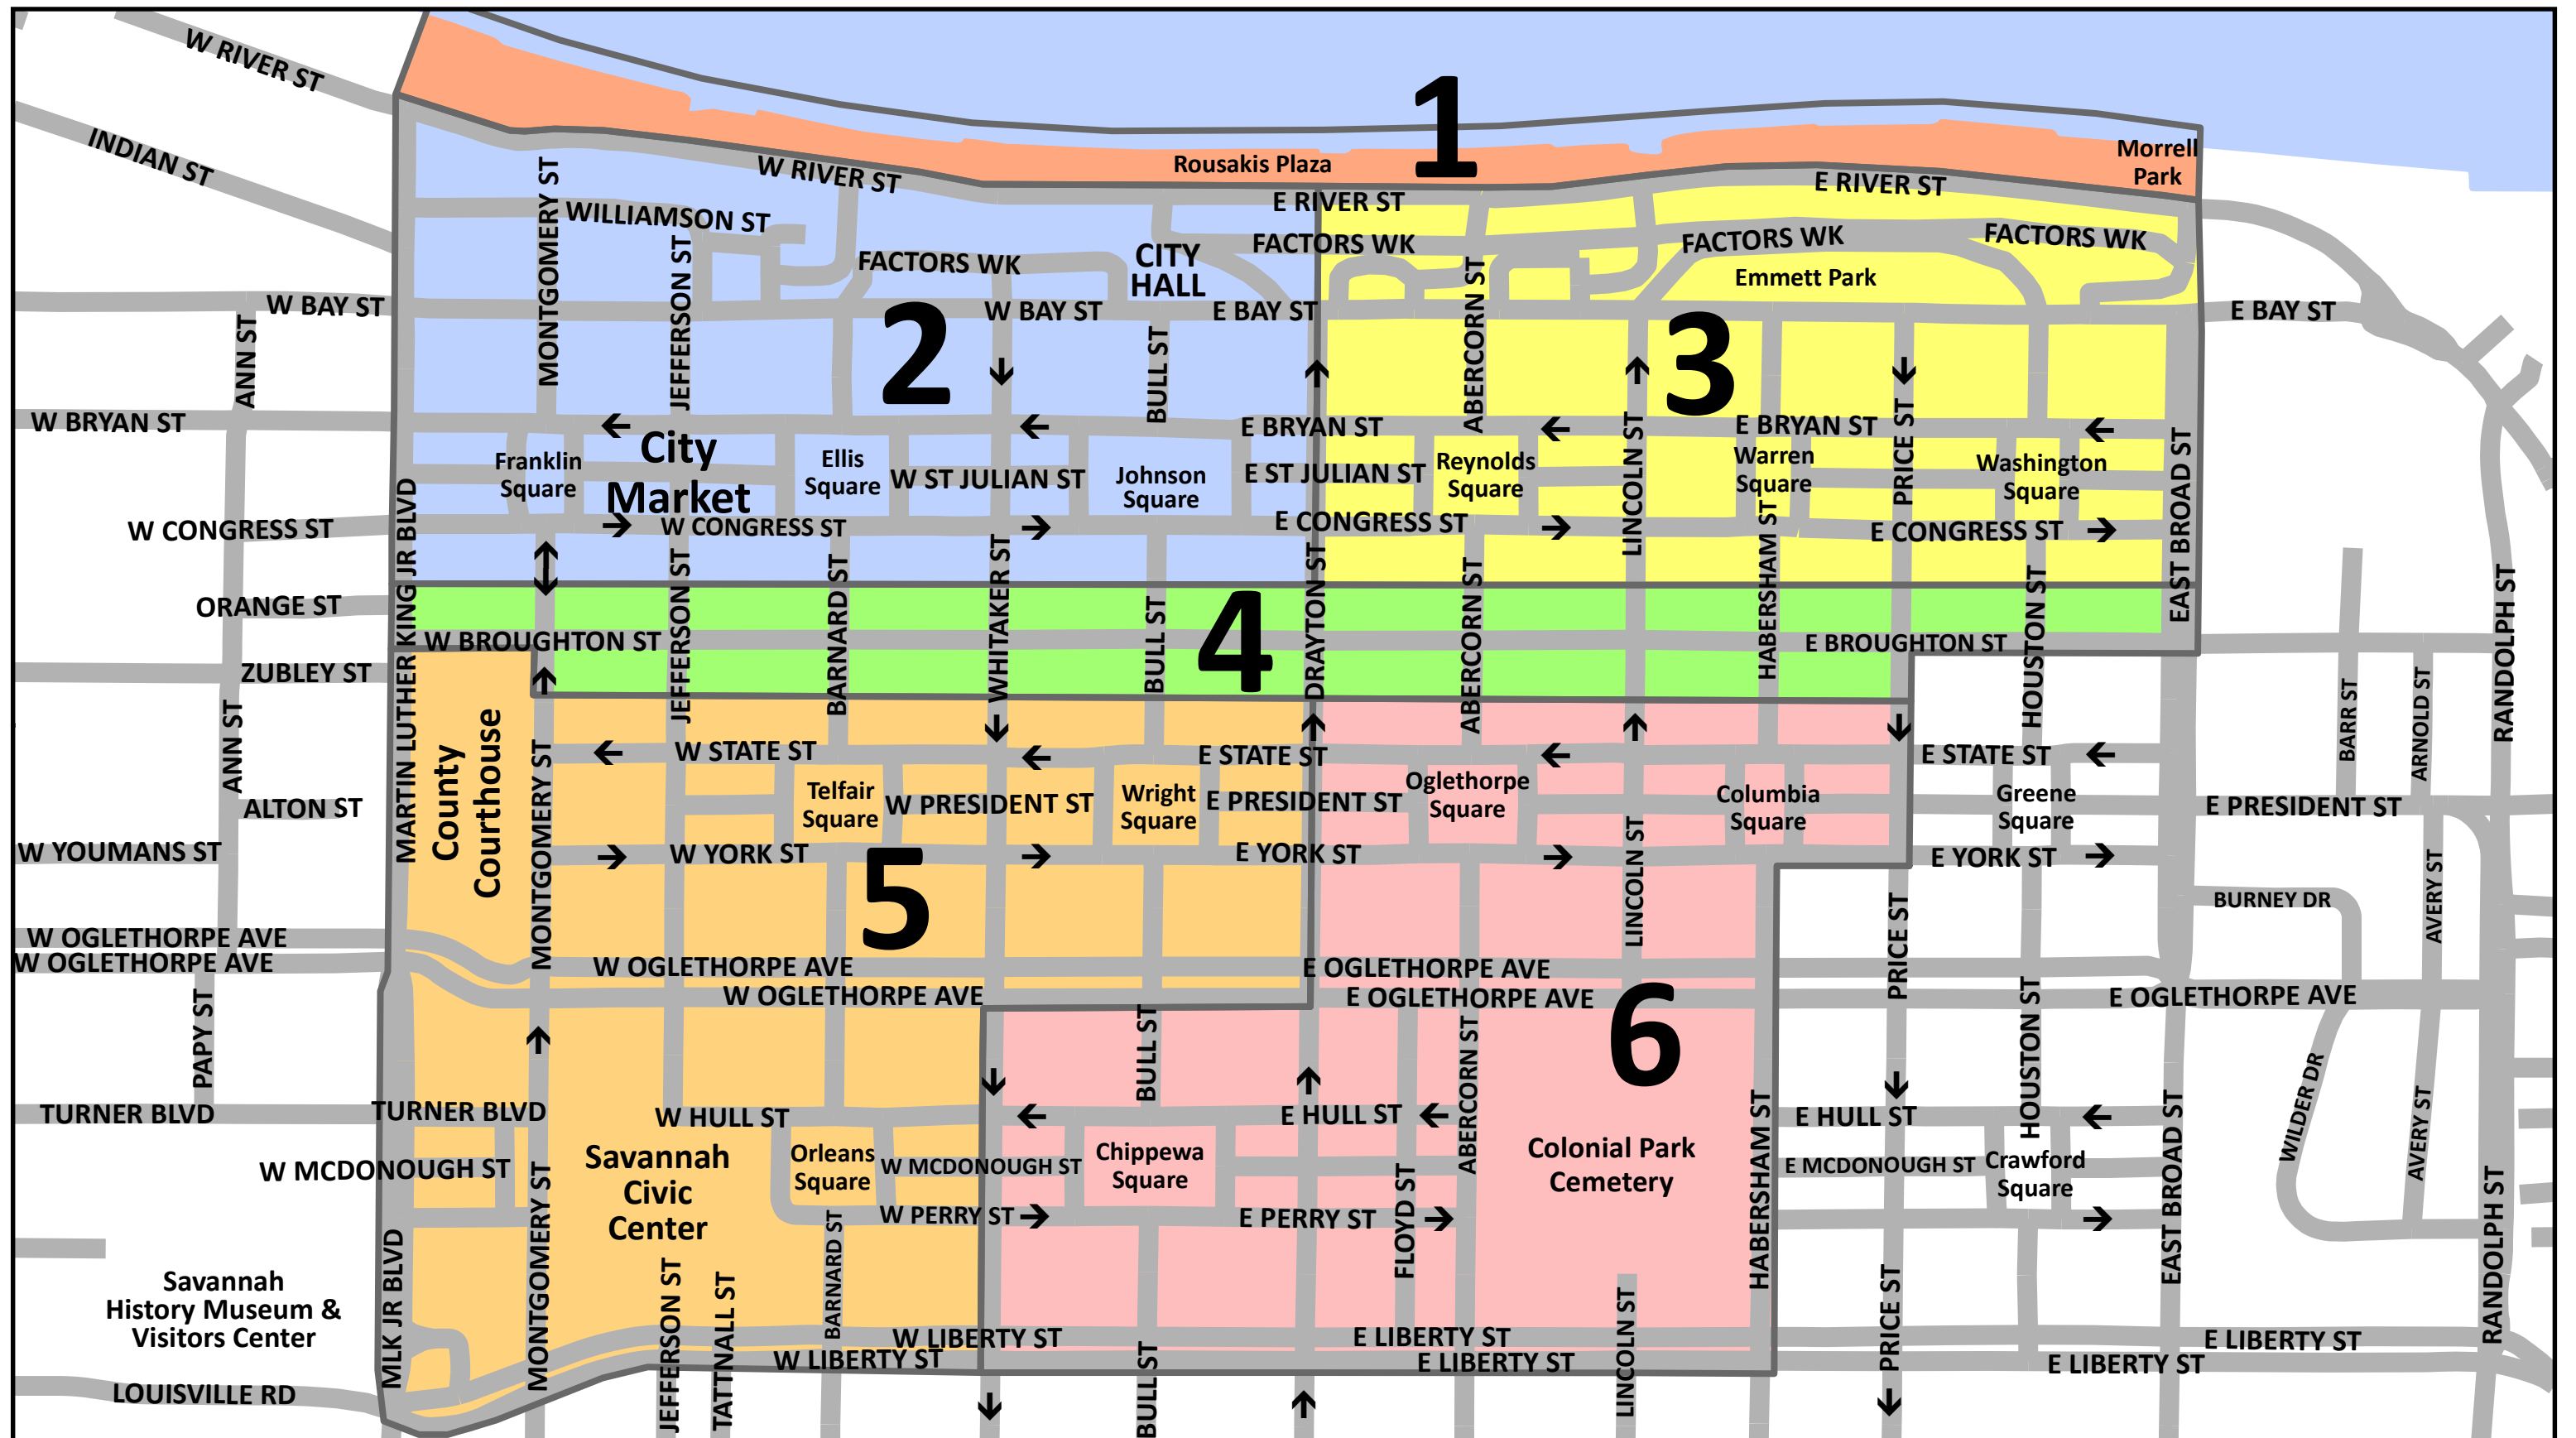 W RIVER ST
INDIAN ST
1
Rousakis Plaza
Morrell
Park
W RIVER ST
E RIVER ST
E RIVER ST
MONTGOMERY ST
WILLIAMSON ST
JEFFERSON ST
FACTORS WK
CITY
HALL
FACTORS WK
FACTORS WK
FACTORS WK
ABERCORN ST
Emmett Park
W BAY ST
W BAY ST
E BAY ST
E BAY ST
ANN ST
2
BULL ST
3
W BRYAN ST
E BRYAN ST
E BRYAN ST
LINCOLN ST
PRICE ST
EAST BROAD ST
City
Market
Franklin
Square
Ellis
Square
W ST JULIAN ST
Johnson
Square
E ST JULIAN ST
Reynolds
Square
Warren
Square
Washington
Square
W CONGRESS ST
W CONGRESS ST
E CONGRESS ST
E CONGRESS ST
MARTIN LUTHER KING JR BLVD
JEFFERSON ST
BARNARD ST
WHITAKER ST
BULL ST
DRAYTON ST
ABERCORN ST
HABERSHAM ST
HOUSTON ST
RANDOLPH ST
ORANGE ST
4
W BROUGHTON ST
E BROUGHTON ST
ZUBLEY ST
ANN ST
BARR ST
ARNOLD ST
County
Courthouse
MONTGOMERY ST
W STATE ST
E STATE ST
E STATE ST
Telfair
Square
W PRESIDENT ST
Wright
Square
E PRESIDENT ST
Oglethorpe
Square
Columbia
Square
Greene
Square
E PRESIDENT ST
ALTON ST
W YOUMANS ST
W YORK ST
E YORK ST
LINCOLN ST
E YORK ST
AVERY ST
5
BURNEY DR
PRICE ST
W OGLETHORPE AVE
W OGLETHORPE AVE
W OGLETHORPE AVE
W OGLETHORPE AVE
E OGLETHORPE AVE
E OGLETHORPE AVE
E OGLETHORPE AVE
6
PAPY ST
BULL ST
ABERCORN ST
HOUSTON ST
WILDER DR
AVERY ST
TURNER BLVD
TURNER BLVD
W HULL ST
E HULL ST
E HULL ST
HABERSHAM ST
EAST BROAD ST
W MCDONOUGH ST
Savannah
Civic
Center
Orleans
Square
W MCDONOUGH ST
Chippewa
Square
Colonial Park
Cemetery
E MCDONOUGH ST
Crawford
Square
MONTGOMERY ST
W PERRY ST
E PERRY ST
FLOYD ST
RANDOLPH ST
MLK JR BLVD
BARNARD ST
JEFFERSON ST
TATTNALL ST
LINCOLN ST
PRICE ST
Savannah
History Museum &
Visitors Center
W LIBERTY ST
E LIBERTY ST
E LIBERTY ST
W LIBERTY ST
E LIBERTY ST
E LIBERTY ST
BULL ST
LOUISVILLE RD